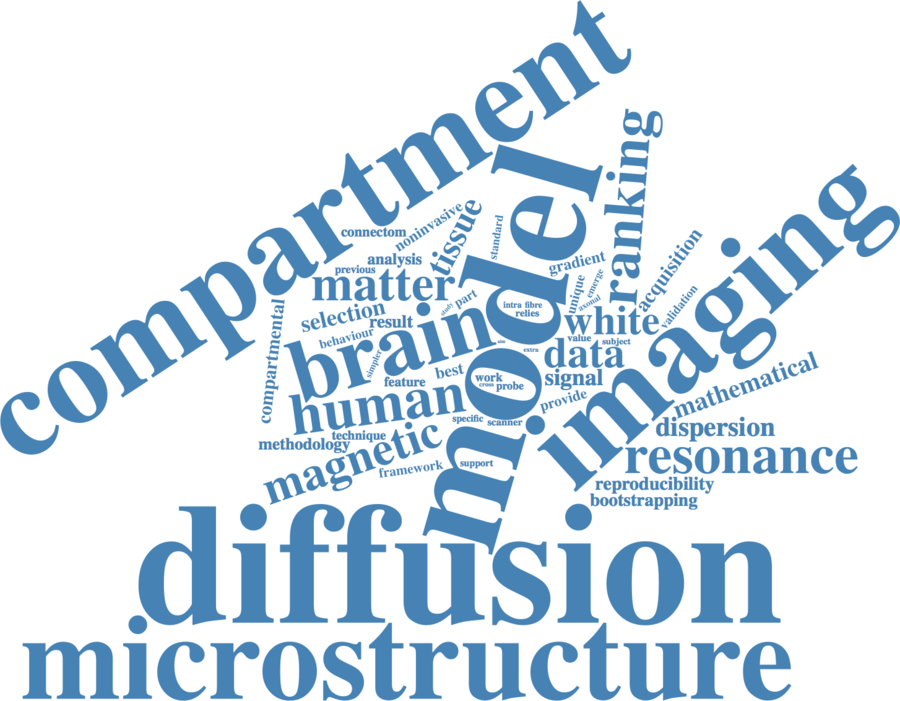 compartment
model
imaging
ranking
connectom
noninvasive
tissue
standard
analysis
previous
matter
gradient
unique
emerge
axonal
acquisition
validation
compartmental
selection
result
behaviour
simpler
study
part
intra fibre
relies
white
value
subject
brain
aim
extra
data
feature
best
work
cross
probe
signal
human
provide
mathematical
specific
scanner
methodology
technique
magnetic
framework
support
dispersion
resonance
reproducibility
bootstrapping
diffusion
microstructure